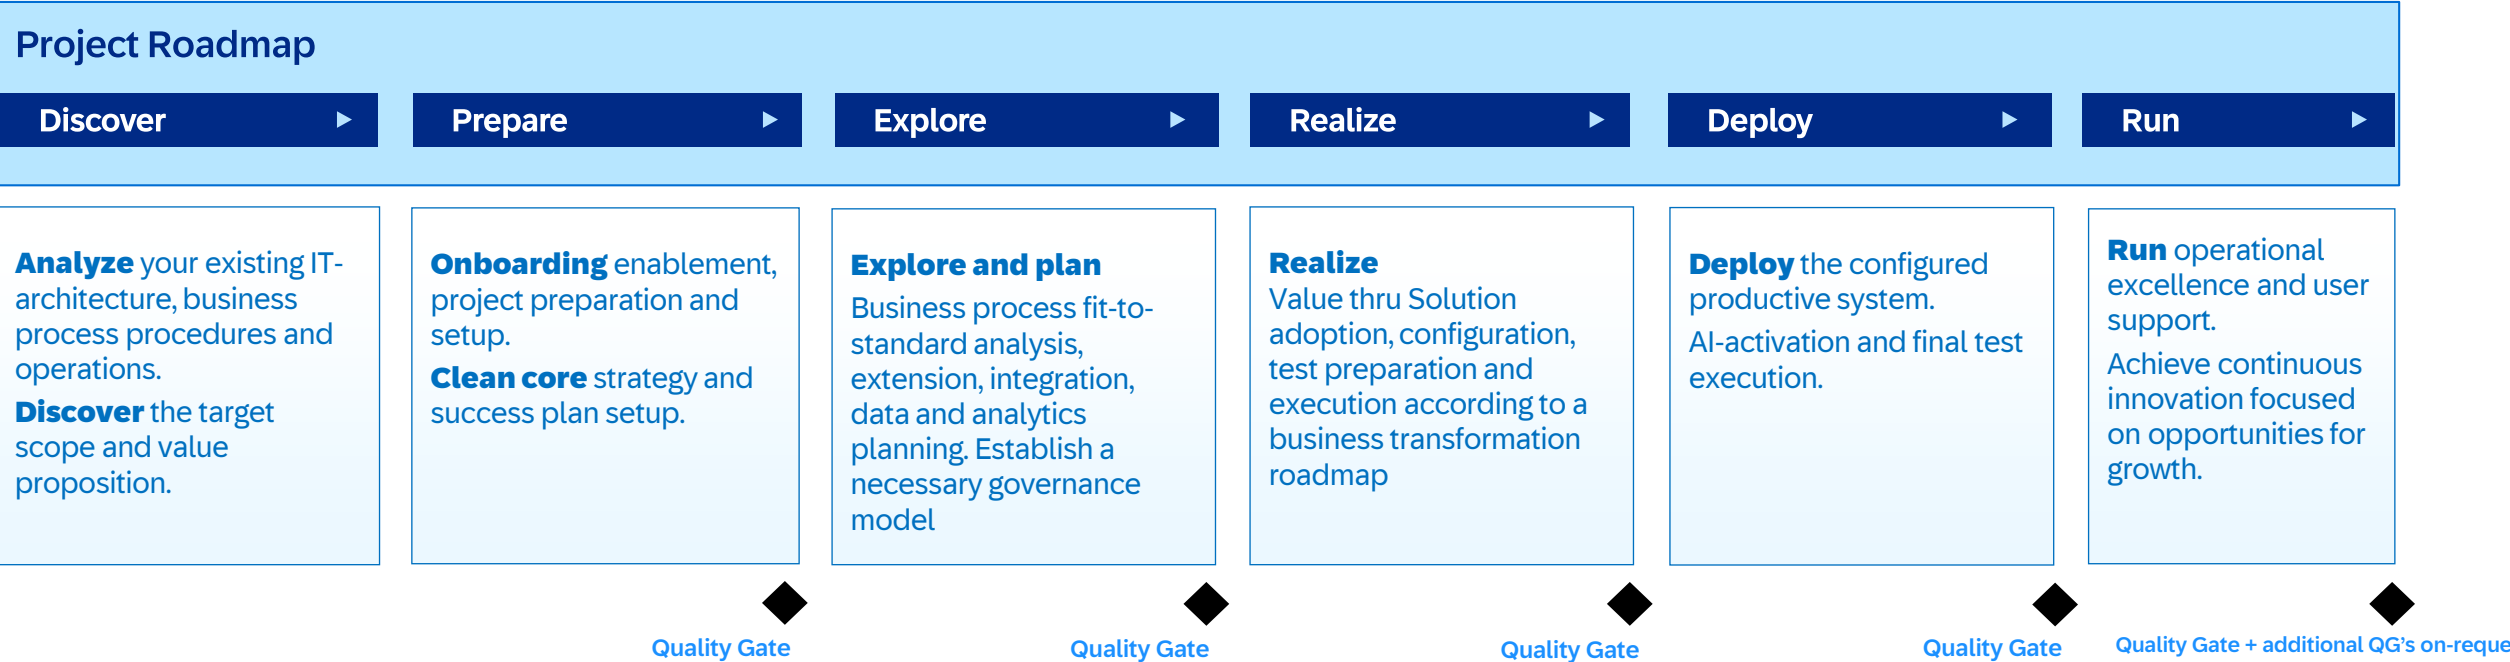 Project Roadmap
Discover
Prepare
Explore
Realize
Deploy
Run
Analyze your existing IT-
architecture, business
process procedures and
operations.
Discover the target
scope and value
proposition.
Onboarding enablement,
project preparation and
setup.
Clean core strategy and
success plan setup.
Explore and plan
Business process fit-to-
standard analysis,
extension, integration,
data and analytics
planning. Establish a
necessary governance
model
Realize
Value thru Solution
adoption, configuration,
test preparation and
execution according to a
business transformation
roadmap
Deploy the configured
productive system.
AI-activation and final test
execution.
Run operational
excellence and user
support.
Achieve continuous
innovation focused
on opportunities for
growth.
Quality Gate
Quality Gate
Quality Gate
Quality Gate
Quality Gate + additional QG's on-reque